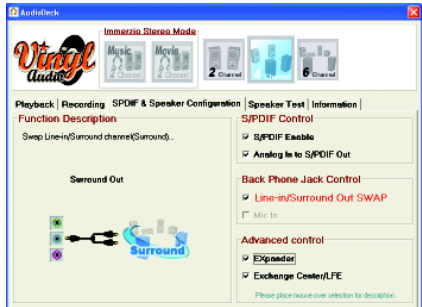 AudioDeck
Immerzio Stereo Mode
Vinyl
Audio
Music
2 Channel
Movie
2 Channel
2 Channel
6 Channel
Playback
Recording
SPDIF & Speaker Configuration
Speaker Test
Information
Function Description
Swap Line-in/Surround channel(Surround)..
Surround Out
Surround
S/PDIF Control
S/PDIF Enable
Analog In to S/PDIF Out
Back Phone Jack Control
Line-in/Surround Out SWAP
Mic In
Advanced control
EXpander
Exchange Center/LFE
Please place mouse over selection for description.